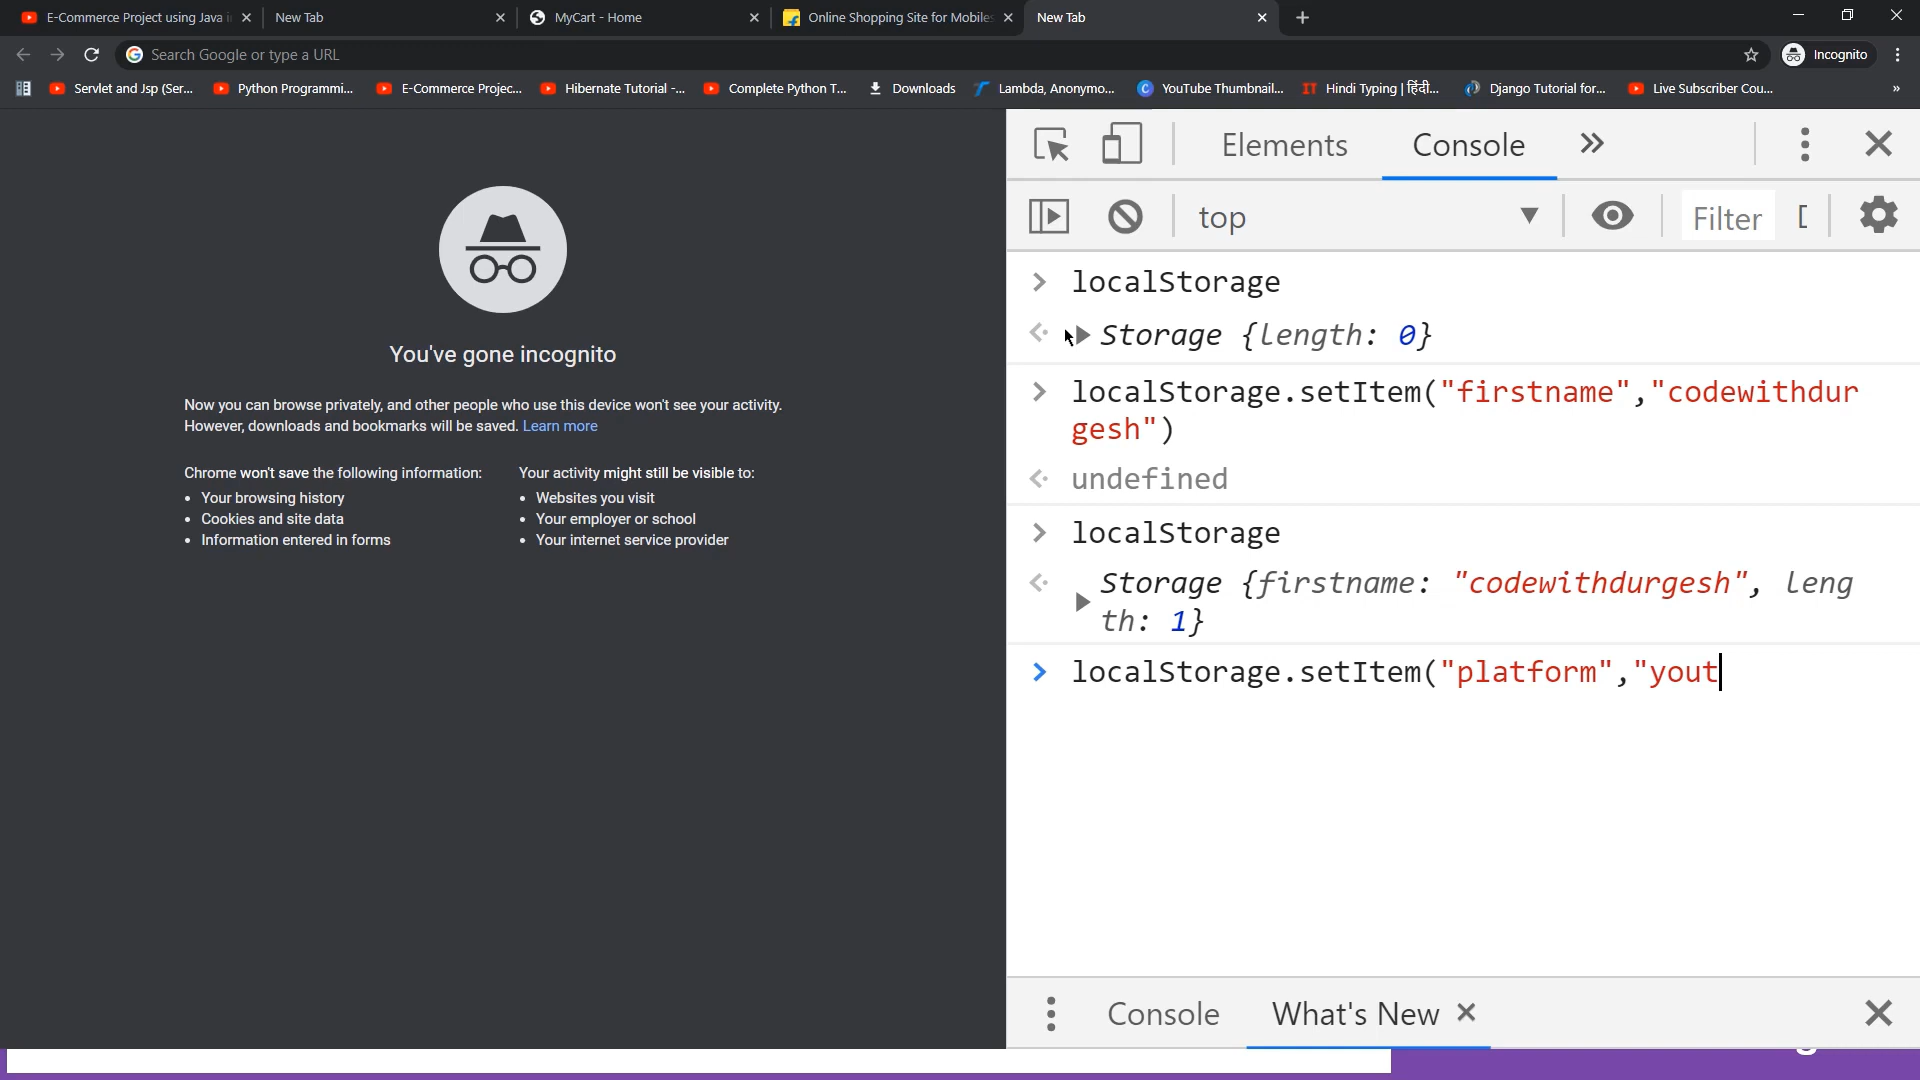 E-Commerce Project using Java i
New Tab
MyCart - Home
Online Shopping Site for Mobiles
New Tab
Search Google or type a URL
Incognito
Servlet and Jsp (Ser...
Python Programmi...
E-Commerce Projec...
Hibernate Tutorial -...
Complete Python T...
Downloads
Lambda, Anonymo...
YouTube Thumbnail...
Hindi Typing | हिंदी...
Django Tutorial for...
Live Subscriber Cou...
»
You've gone incognito
Now you can browse privately, and other people who use this device won't see your activity.
However, downloads and bookmarks will be saved. Learn more
Chrome won't save the following information:
• Your browsing history
• Cookies and site data
• Information entered in forms
Your activity might still be visible to:
• Websites you visit
• Your employer or school
• Your internet service provider
Elements
Console
»
top
Filter
localStorage
Storage {length: 0}
localStorage.setItem("firstname","codewithdur
gesh")
undefined
localStorage
Storage {firstname: "codewithdurgesh", leng
th: 1}
localStorage.setItem("platform","yout
Console
What's New